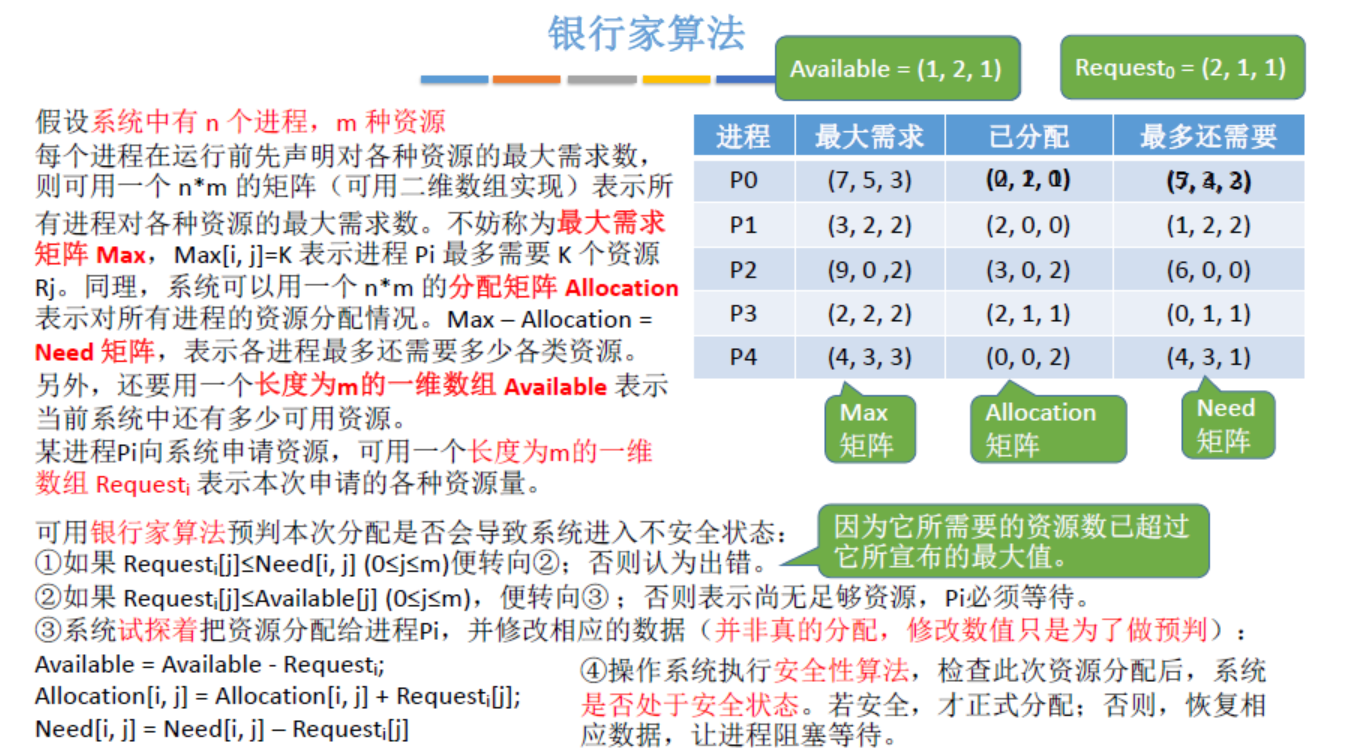 银行家算法
Available = (1, 2, 1)
Request₀ = (2, 1, 1)
假设系统中有 n 个进程，m 种资源
每个进程在运行前先声明对各种资源的最大需求数，
则可用一个 n*m 的矩阵（可用二维数组实现）表示所
有进程对各种资源的最大需求数。不妨称为最大需求
矩阵 Max，Max[i, j]=K 表示进程 Pi 最多需要 K 个资源
Rj。同理，系统可以用一个 n*m 的分配矩阵 Allocation
表示对所有进程的资源分配情况。Max – Allocation =
Need 矩阵，表示各进程最多还需要多少各类资源。
另外，还要用一个长度为m的一维数组 Available 表示
当前系统中还有多少可用资源。
某进程Pi向系统申请资源，可用一个长度为m的一维
数组 Requestᵢ 表示本次申请的各种资源量。
进程 最大需求 已分配 最多还需要
P0 (7, 5, 3)
P1 (3, 2, 2) (2, 0, 0) (1, 2, 2)
P2 (9, 0 ,2) (3, 0, 2) (6, 0, 0)
P3 (2, 2, 2) (2, 1, 1) (0, 1, 1)
P4 (4, 3, 3) (0, 0, 2) (4, 3, 1)
Max
矩阵
Allocation
矩阵
Need
矩阵
可用银行家算法预判本次分配是否会导致系统进入不安全状态：
①如果 Requestᵢ[j]≤Need[i, j] (0≤j≤m)便转向②；否则认为出错。
因为它所需要的资源数已超过
它所宣布的最大值。
②如果 Requestᵢ[j]≤Available[j] (0≤j≤m)，便转向③；否则表示尚无足够资源，Pi必须等待。
③系统试探着把资源分配给进程Pi，并修改相应的数据（并非真的分配，修改数值只是为了做预判）：
Available = Available - Requestᵢ;
Allocation[i, j] = Allocation[i, j] + Requestᵢ[j];
Need[i, j] = Need[i, j] – Requestᵢ[j]
④操作系统执行安全性算法，检查此次资源分配后，系统
是否处于安全状态。若安全，才正式分配；否则，恢复相
应数据，让进程阻塞等待。